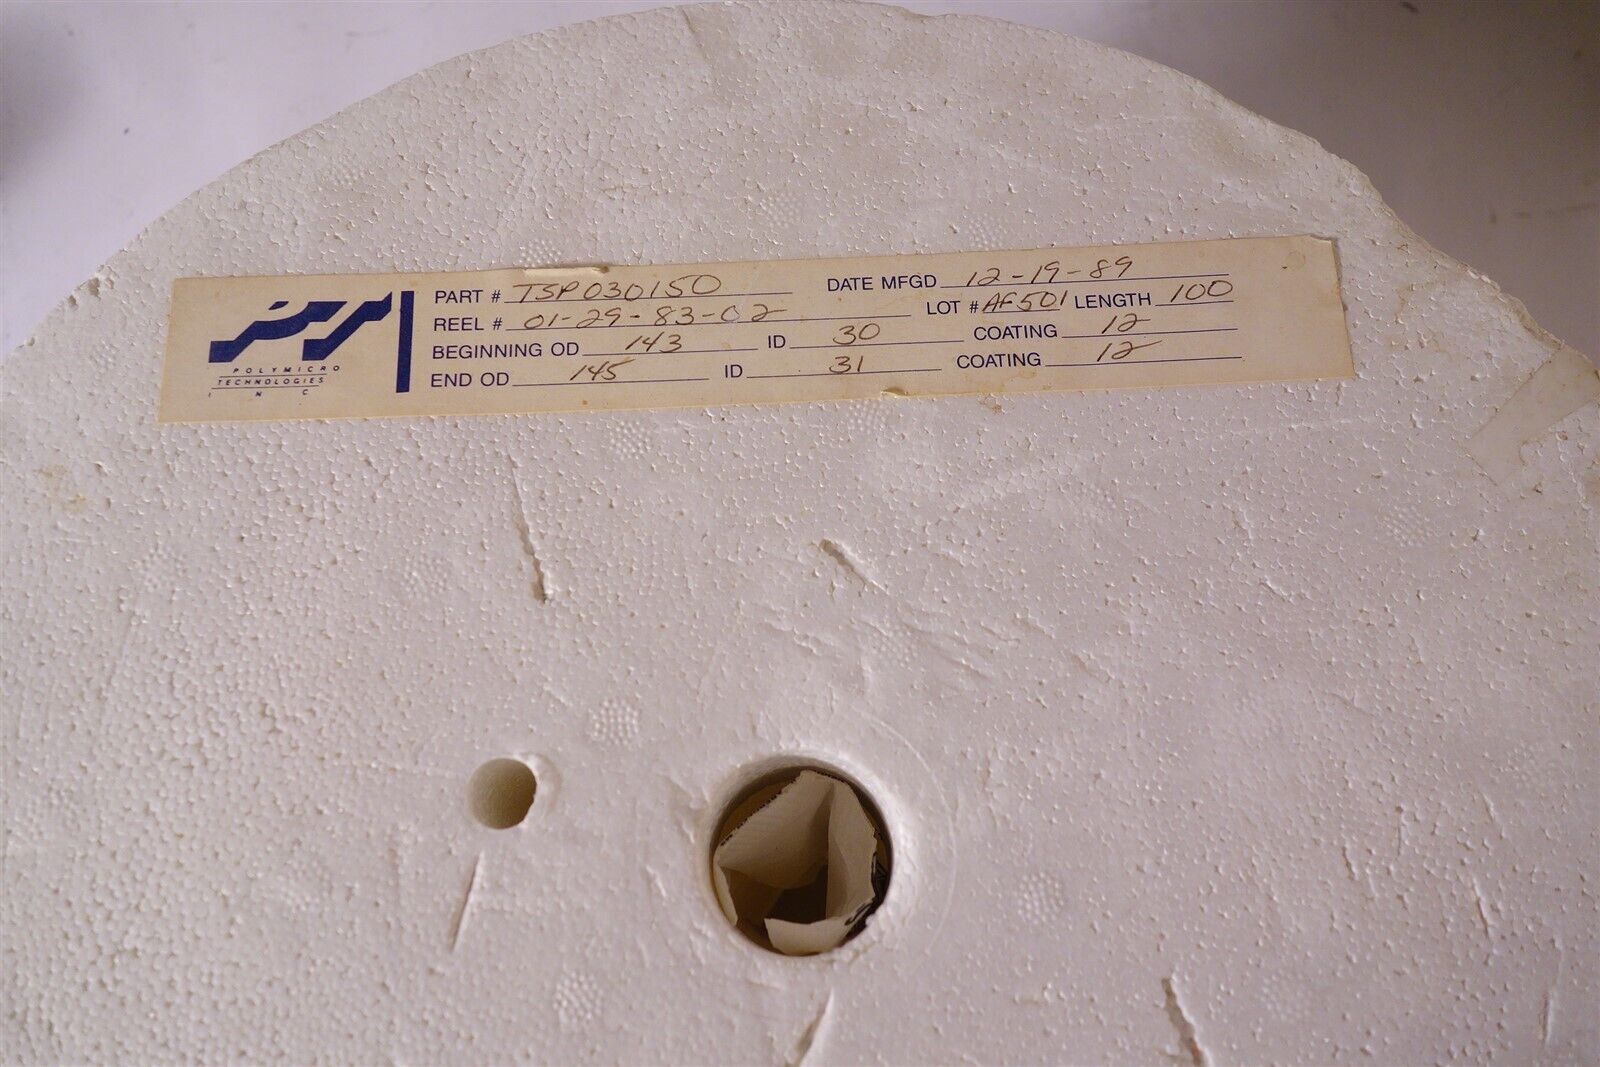 POLYMICRO
TECHNOLOGIES
I N C
PART # TSP030150 DATE MFGD 12-19-89
REEL # 01-29-83-02 LOT # AF501 LENGTH 100
BEGINNING OD 143 ID 30 COATING 12
END OD 145 ID 31 COATING 12